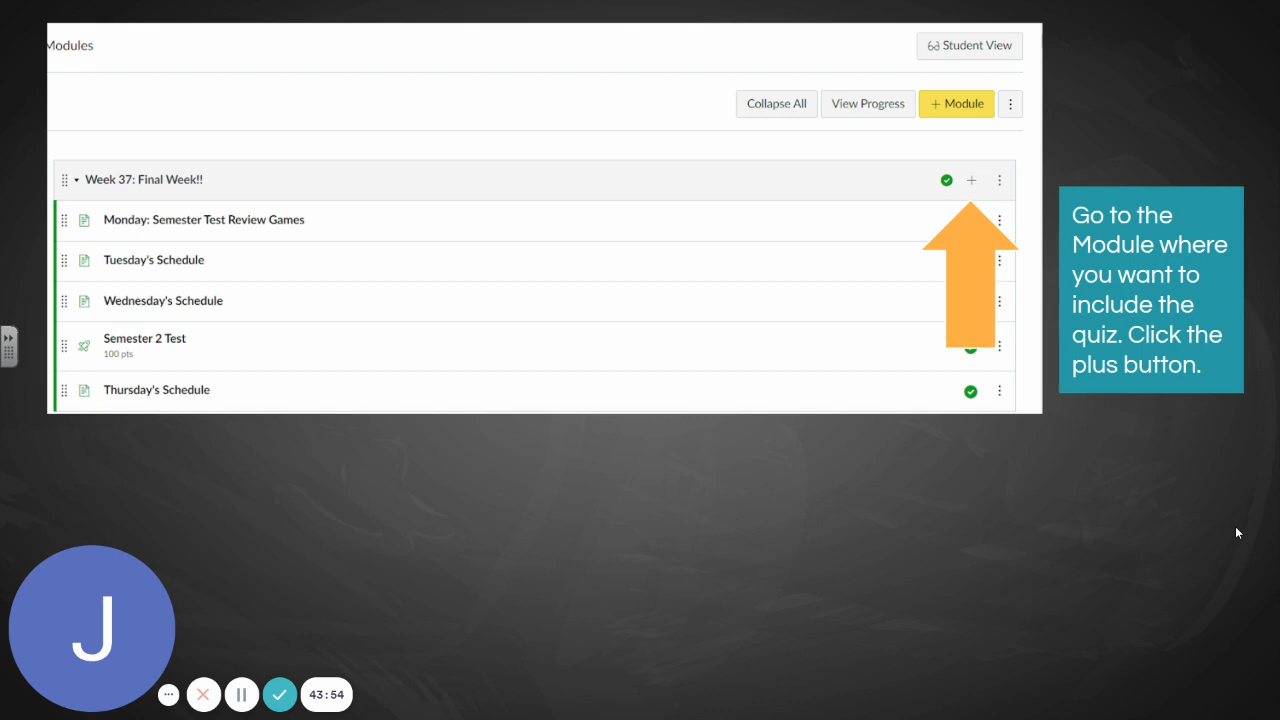 Modules
Student View
Collapse All
View Progress
+ Module
Week 37: Final Week!!
Monday: Semester Test Review Games
Tuesday's Schedule
Wednesday's Schedule
Semester 2 Test
100 pts
Thursday's Schedule
Go to the
Module where
you want to
include the
quiz. Click the
plus button.
J
43:54